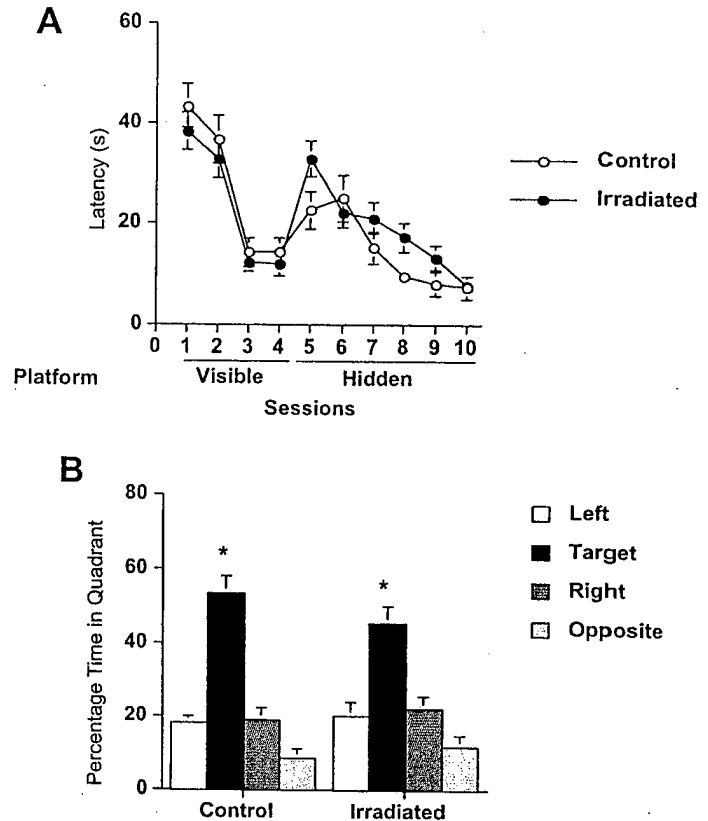 A
60
40
20
0
Latency (s)
Control
Irradiated
0 1 2 3 4 5 6 7 8 9 10
Platform Visible Hidden
Sessions
B
80
60
40
20
0
Percentage Time in Quadrant
* *
Left
Target
Right
Opposite
Control Irradiated